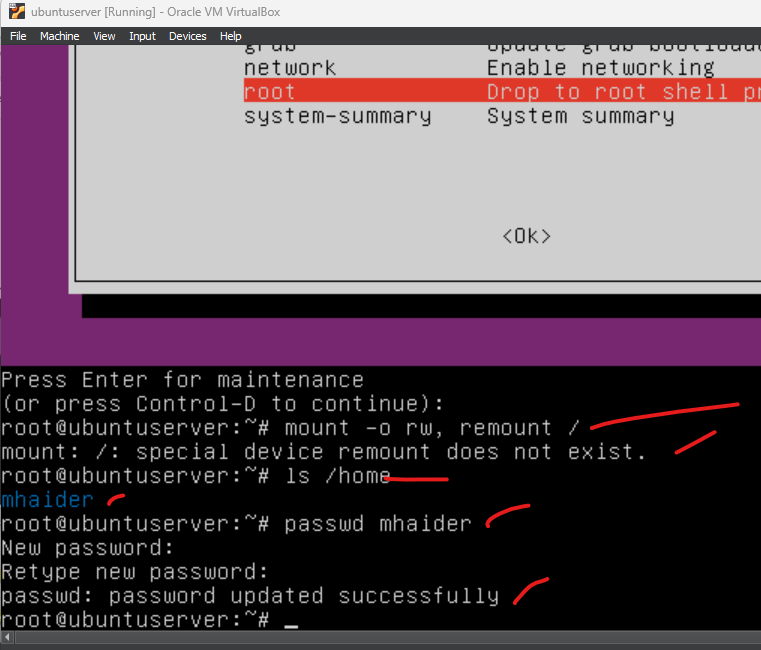 ubuntuserver [Running] - Oracle VM VirtualBox
File Machine View Input Devices Help
grub Update grub
network Enable networking
root Drop to root shell
system-summary System summary
<Ok>
Press Enter for maintenance
(or press Control-D to continue):
root@ubuntuserver:~# mount -o rw, remount /
mount: /: special device remount does not exist.
root@ubuntuserver:~# ls /home
mhaider
root@ubuntuserver:~# passwd mhaider
New password:
Retype new password:
passwd: password updated successfully
root@ubuntuserver:~# _